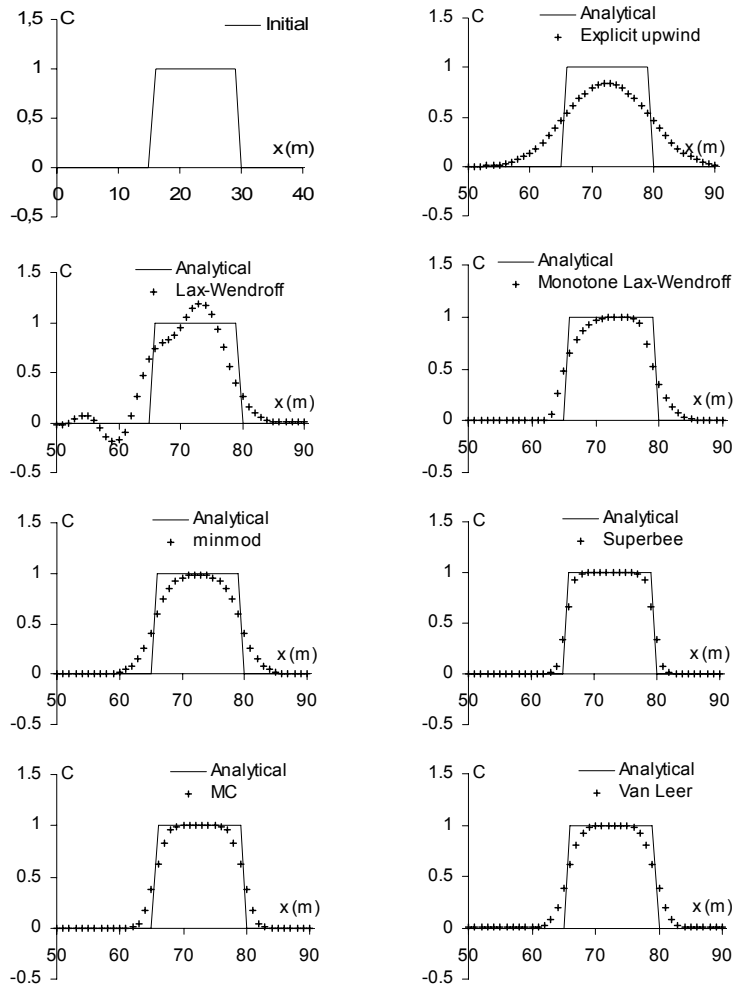 C
Initial
1,5
1
0,5
0
-0,5
x(m)
0 10 20 30 40
C
Analytical
Explicit upwind
1.5
1
0.5
0
-0.5
x(m)
50 60 70 80 90
C
Analytical
Lax-Wendroff
1.5
1
0.5
0
-0.5
x(m)
50 60 70 80 90
C
Analytical
Monotone Lax-Wendroff
1.5
1
0.5
0
-0.5
x(m)
50 60 70 80 90
C
Analytical
minmod
1.5
1
0.5
0
-0.5
x(m)
50 60 70 80 90
C
Analytical
Superbee
1.5
1
0.5
0
-0.5
x(m)
50 60 70 80 90
C
Analytical
MC
1.5
1
0.5
0
-0.5
x(m)
50 60 70 80 90
C
Analytical
Van Leer
1.5
1
0.5
0
-0.5
x(m)
50 60 70 80 90